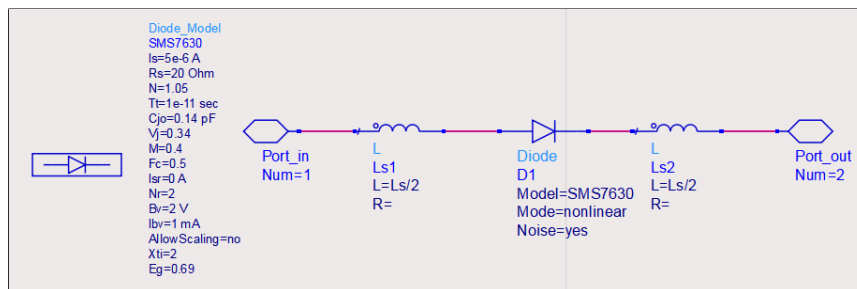 Diode_Model
SMS7630
Is=5e-6 A
Rs=20 Ohm
N=1.05
Tt=1e-11 sec
Cjo=0.14 pF
Vj=0.34
M=0.4
Fc=0.5
Isr=0 A
Nr=2
Bv=2 V
Ibv=1 mA
AllowScaling=no
Xti=2
Eg=0.69
Port_in
Num=1
L
Ls1
L=Ls/2
R=
Diode
D1
Model=SMS7630
Mode=nonlinear
Noise=yes
L
Ls2
L=Ls/2
R=
Port_out
Num=2